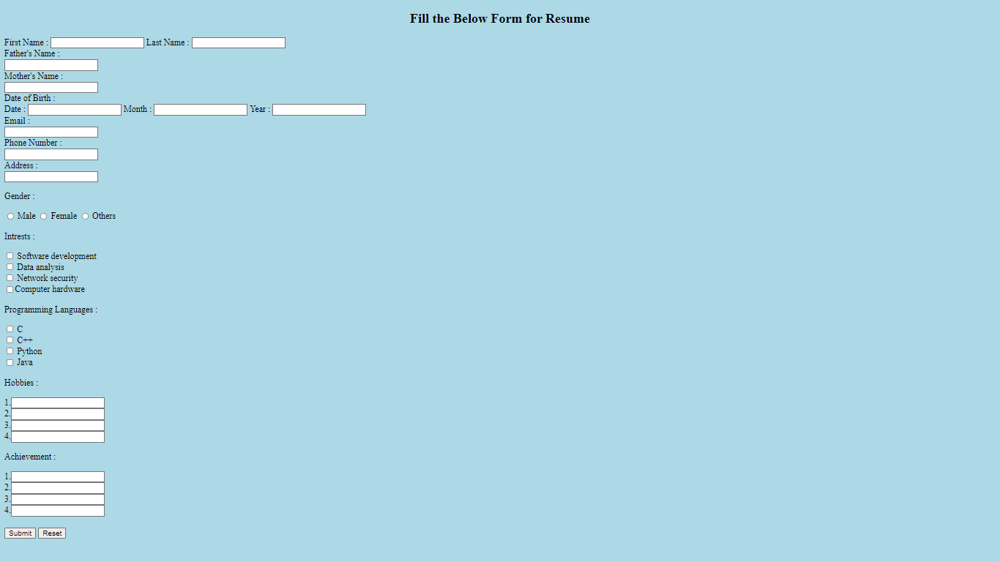 Fill the Below Form for Resume
First Name : Last Name :
Father's Name :
Mother's Name :
Date of Birth :
Date : Month : Year :
Email :
Phone Number :
Address :
Gender :
Male Female Others
Intrests :
Software development
Data analysis
Network security
Computer hardware
Programming Languages :
C
C++
Python
Java
Hobbies :
1.
2.
3.
4.
Achievement :
1.
2.
3.
4.
Submit Reset